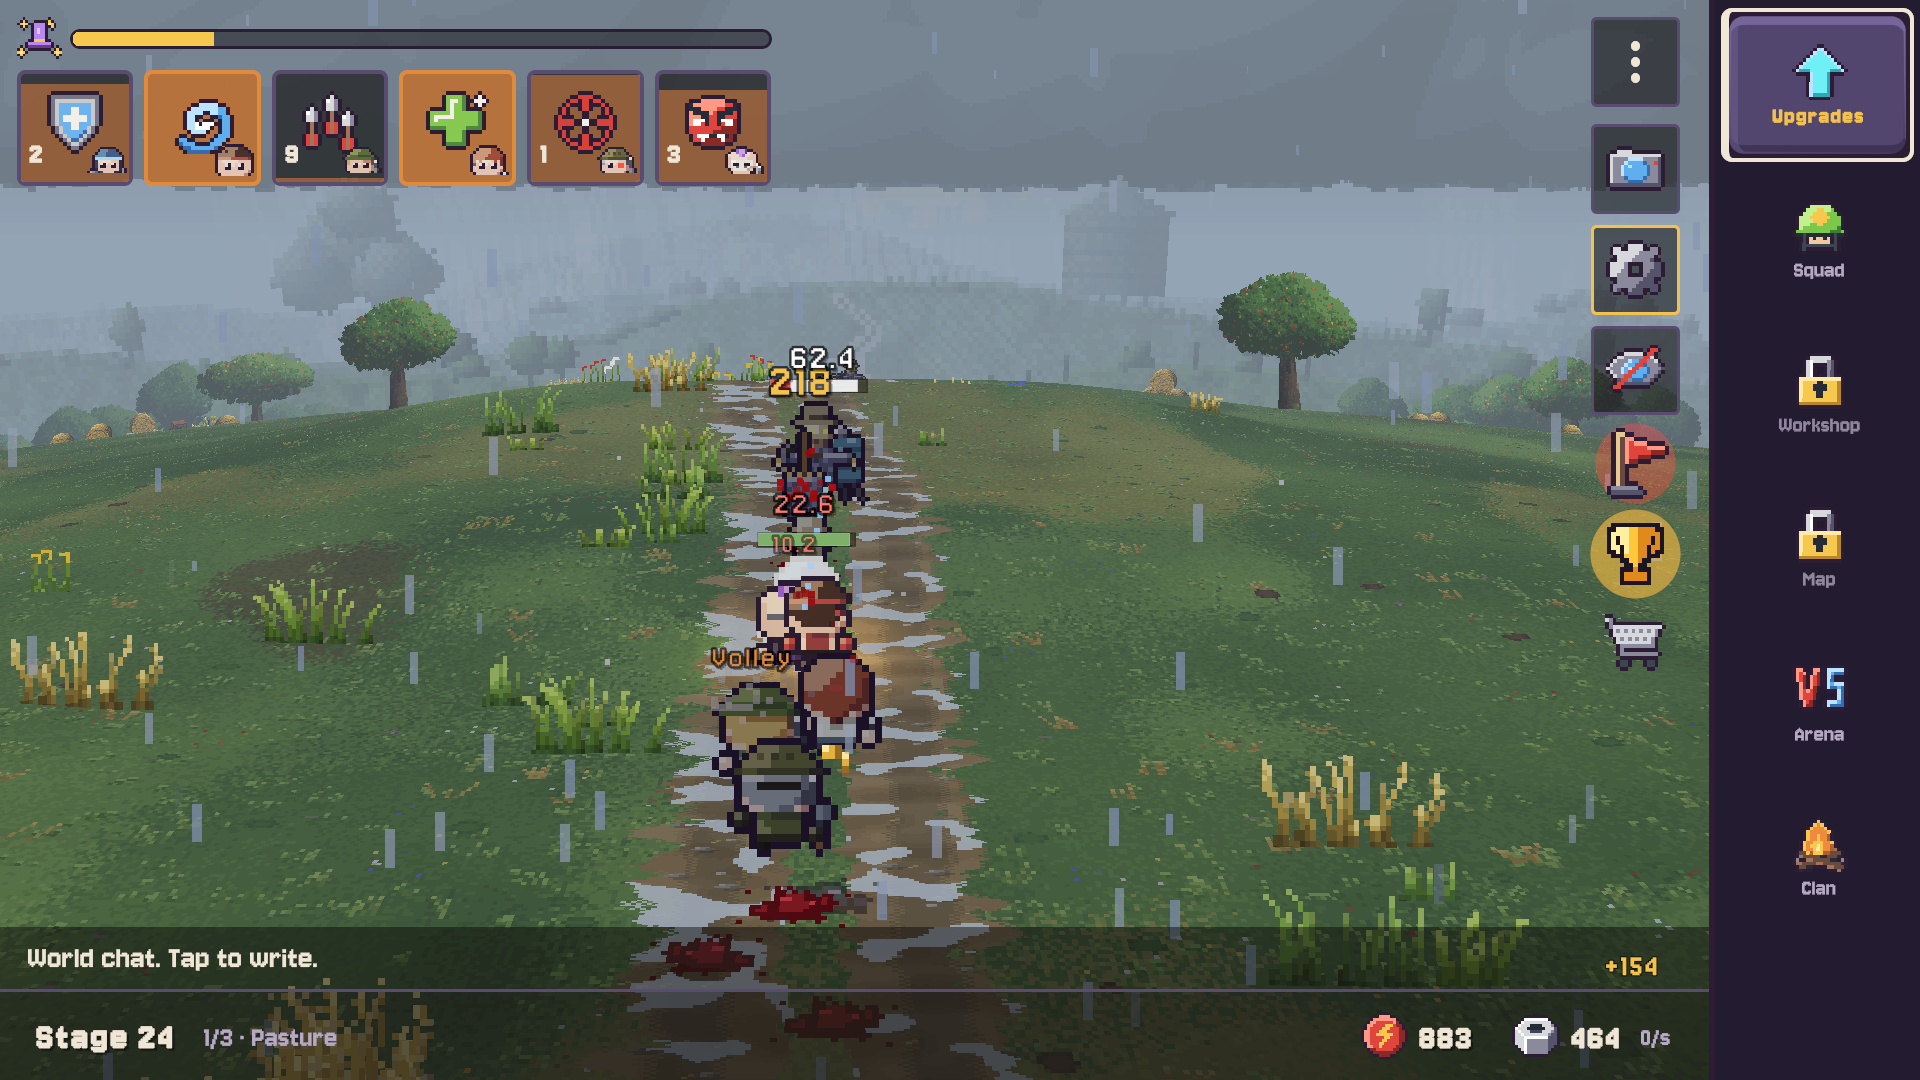 2
9
1
3
Upgrades
Squad
Workshop
Map
VS
Arena
Clan
62.4
218
22.6
10.2
Volley
World chat. Tap to write.
+154
Stage 24 1/3 · Pasture
883 464 0/s